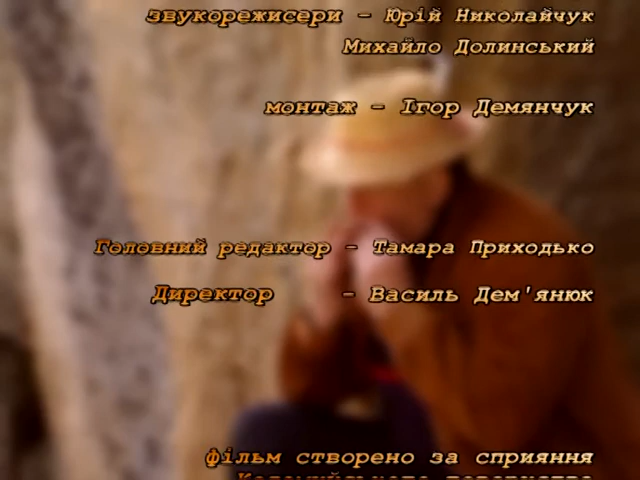 звукорежисери - Юрій Николайчук
Михайло Долинський
монтаж - Ігор Демянчук
Головний редактор - Тамара Приходько
Директор - Василь Дем'янюк
фільм створено за сприяння